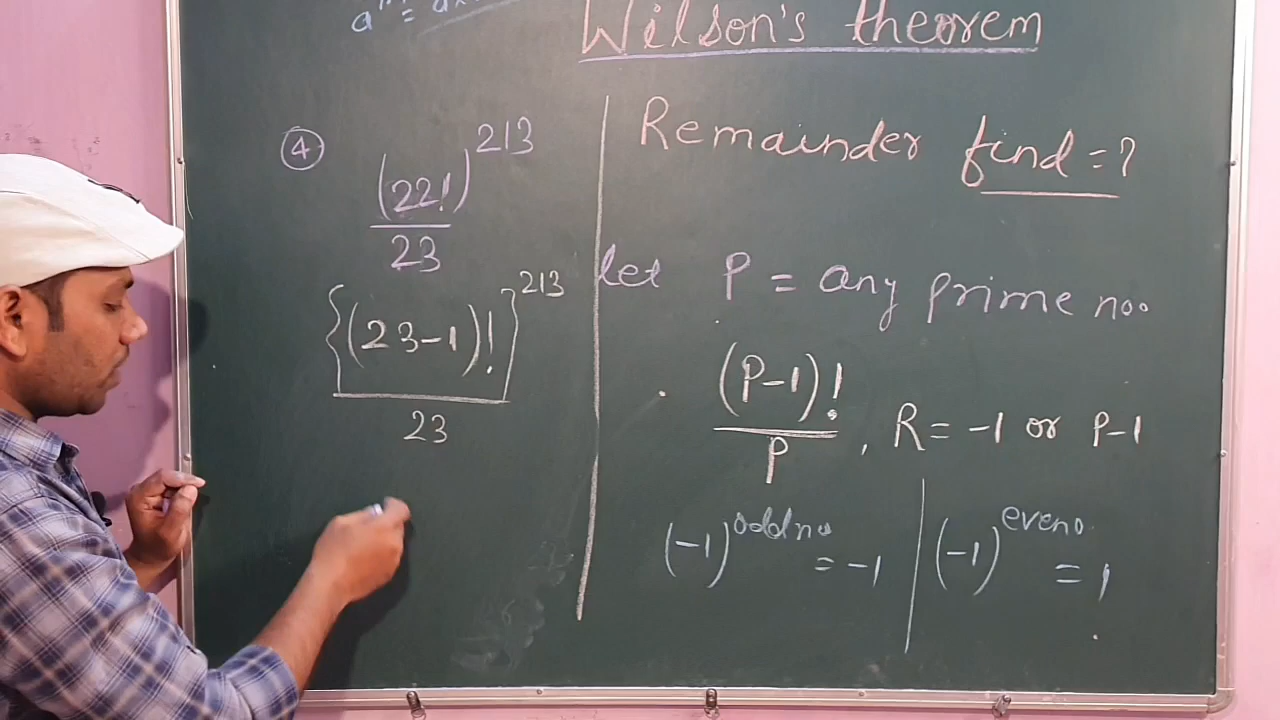 Wilson's theorem
④
(22!)^213
23
{(23-1)!}^213
23
Remainder find = ?
let P = any prime no.
(P-1)!
P
, R = -1 or P-1
(-1)^odd no = -1
(-1)^even = 1